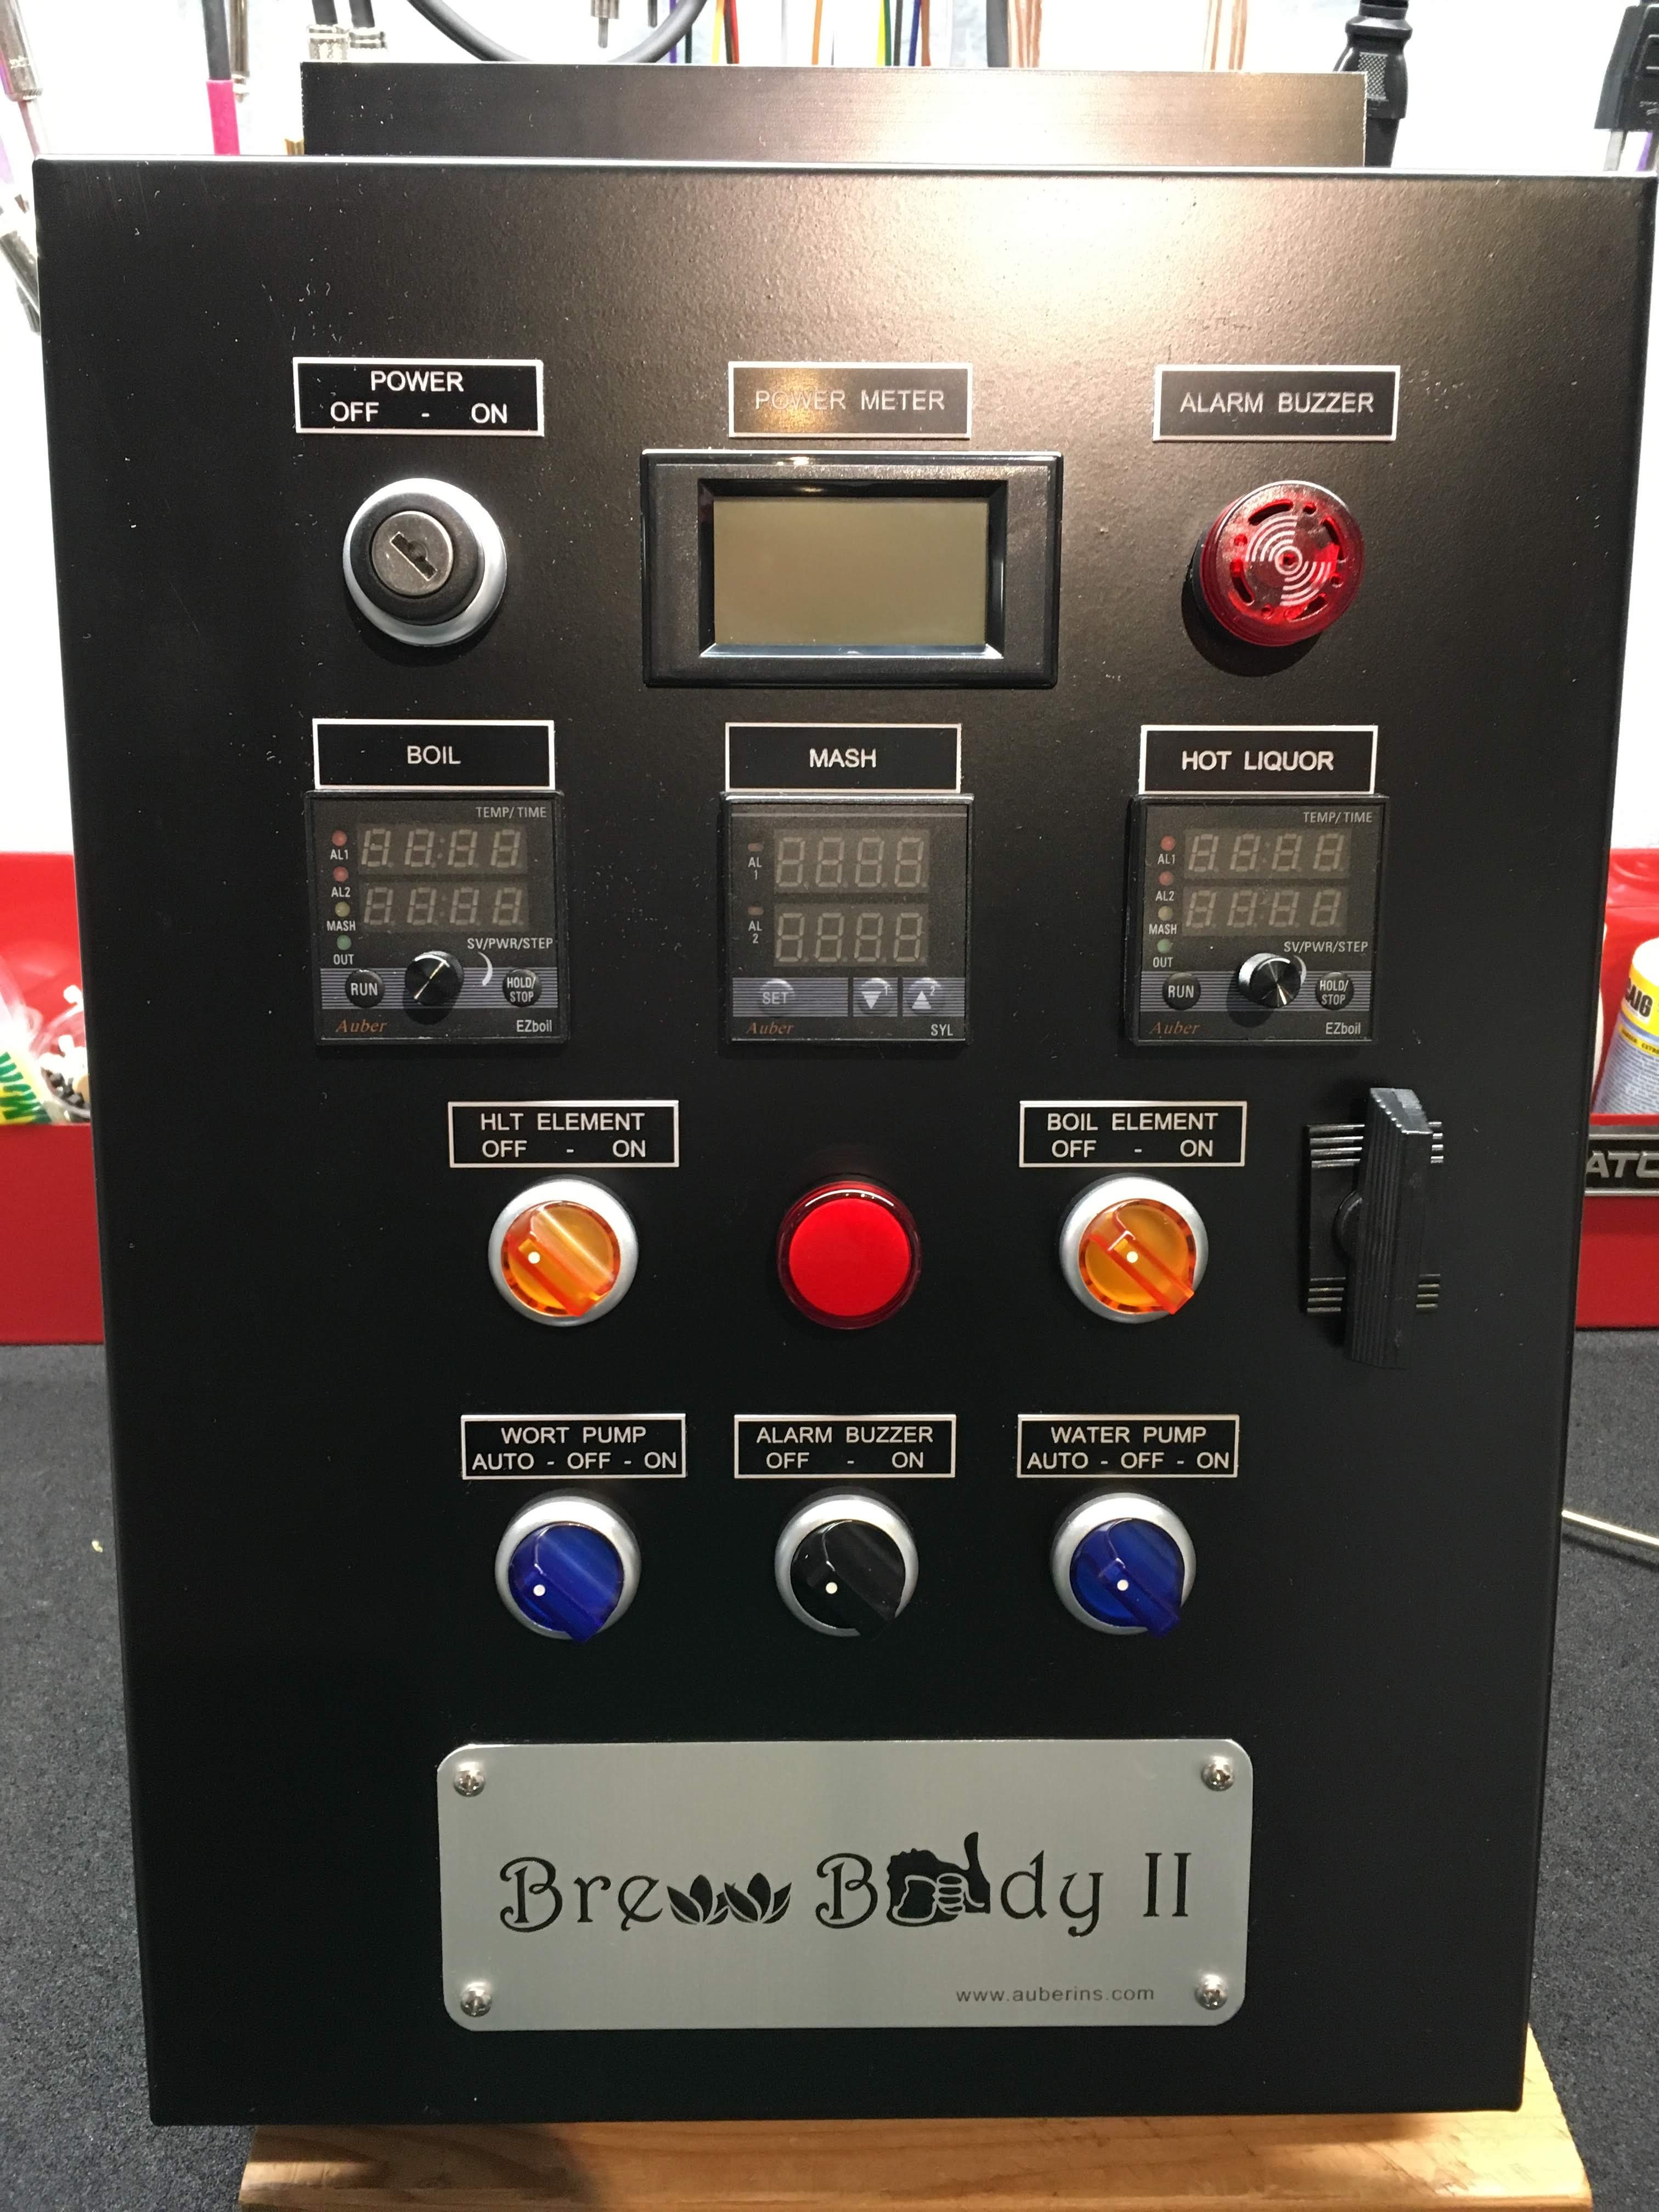 POWER
OFF - ON
POWER METER
ALARM BUZZER
BOIL
MASH
HOT LIQUOR
TEMP/TIME
AL1
AL2
MASH
OUT
SV/PWR/STEP
RUN
HOLD/
STOP
Auber
EZboil
AL
1
AL
2
SET
1
2
Auber
SYL
TEMP/TIME
AL1
AL2
MASH
OUT
SV/PWR/STEP
RUN
HOLD/
STOP
Auber
EZboil
HLT ELEMENT
OFF - ON
BOIL ELEMENT
OFF - ON
WORT PUMP
AUTO - OFF - ON
ALARM BUZZER
OFF - ON
WATER PUMP
AUTO - OFF - ON
Brew Buddy II
www.auberins.com